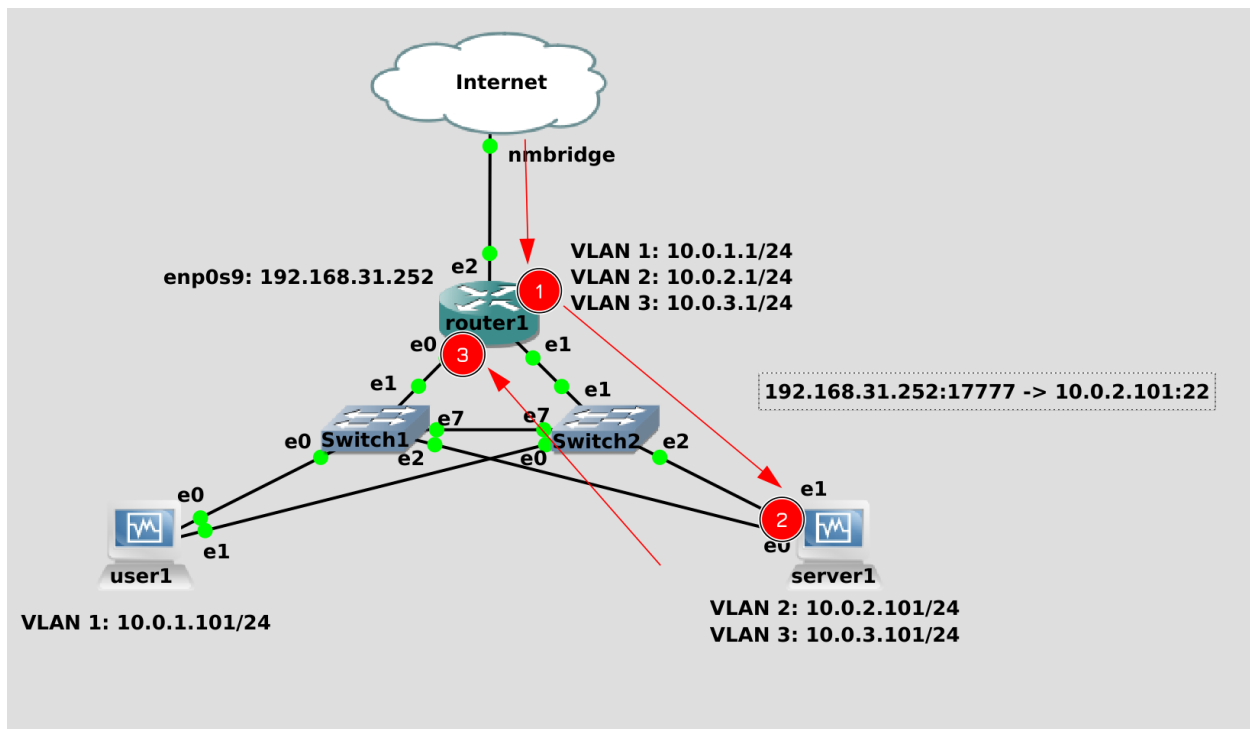 Internet
nmbridge
VLAN 1: 10.0.1.1/24
enp0s9: 192.168.31.252
e2
VLAN 2: 10.0.2.1/24
1
VLAN 3: 10.0.3.1/24
router1
e0
3
e1
e1
e1
192.168.31.252:17777 -> 10.0.2.101:22
e7
e7
e0
Switch1
Switch2
e2
e2
e0
e0
e1
e1
2
e0
user1
server1
VLAN 2: 10.0.2.101/24
VLAN 1: 10.0.1.101/24
VLAN 3: 10.0.3.101/24